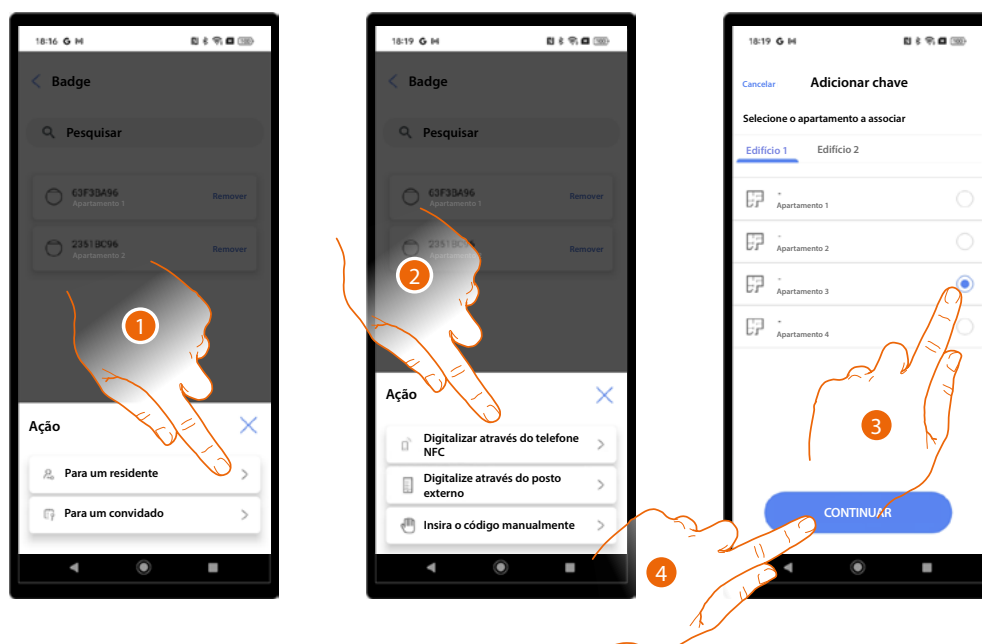 18:16 G M
Badge
Pesquisar
63F3BA96
Apartamento 1
Remover
2351BC96
Apartamento 2
Remover
1
Ação
Para um residente
Para um convidado
18:19 G M
Badge
Pesquisar
63F3BA96
Apartamento 1
Remover
Remover
2
Ação
Digitalizar através do telefone
NFC
Digitalize através do posto
externo
Insira o código manualmente
4
18:19 G M
Cancelar
Adicionar chave
Selecione o apartamento a associar
Edifício 1
Edifício 2
-
Apartamento 1
-
Apartamento 2
-
Apartamento 3
-
Apartamento 4
3
CONTINUAR